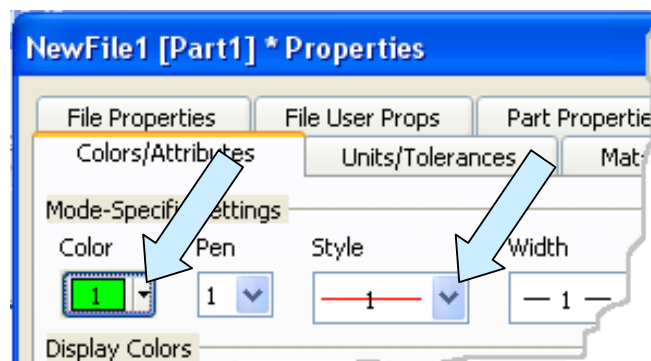 NewFile1 [Part1] * Properties
File Properties File User Props Part Propertie
Colors/Attributes Units/Tolerances Mat
Mode-Specific Settings
Color Pen Style Width
1 1 1 1
Display Colors